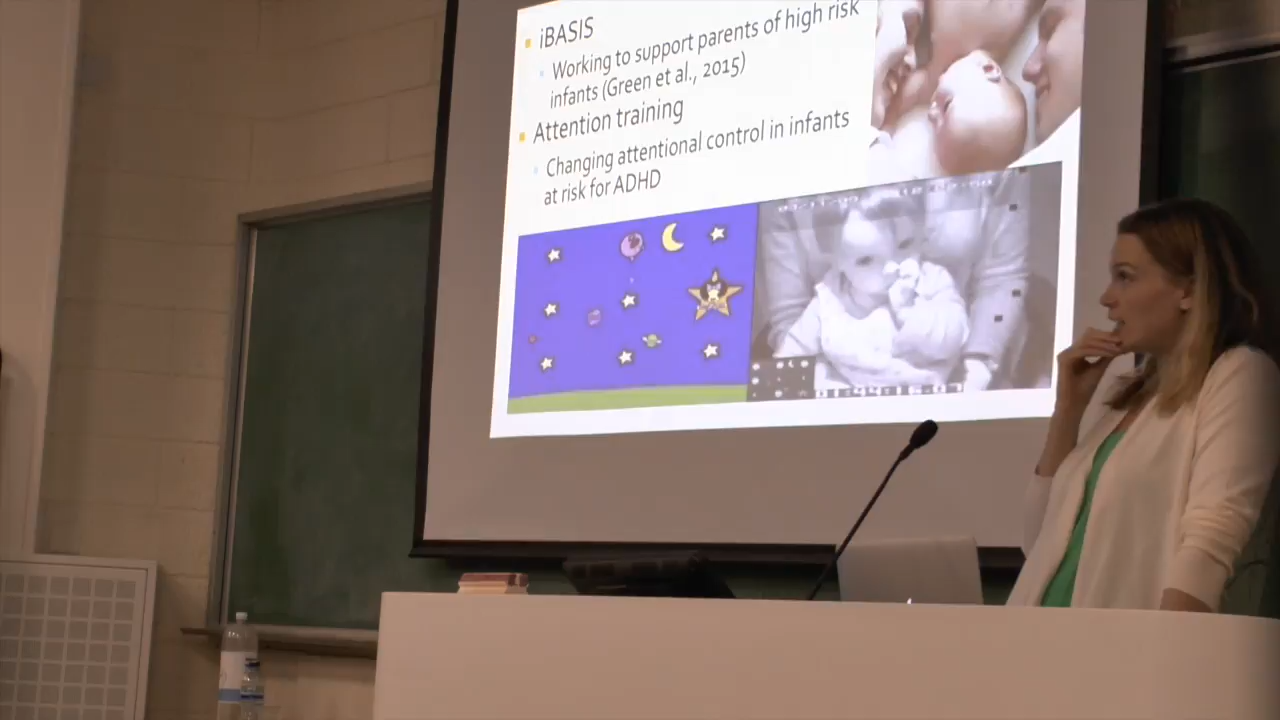 iBASIS
Working to support parents of high risk
infants (Green et al., 2015)
Attention training
Changing attentional control in infants
at risk for ADHD